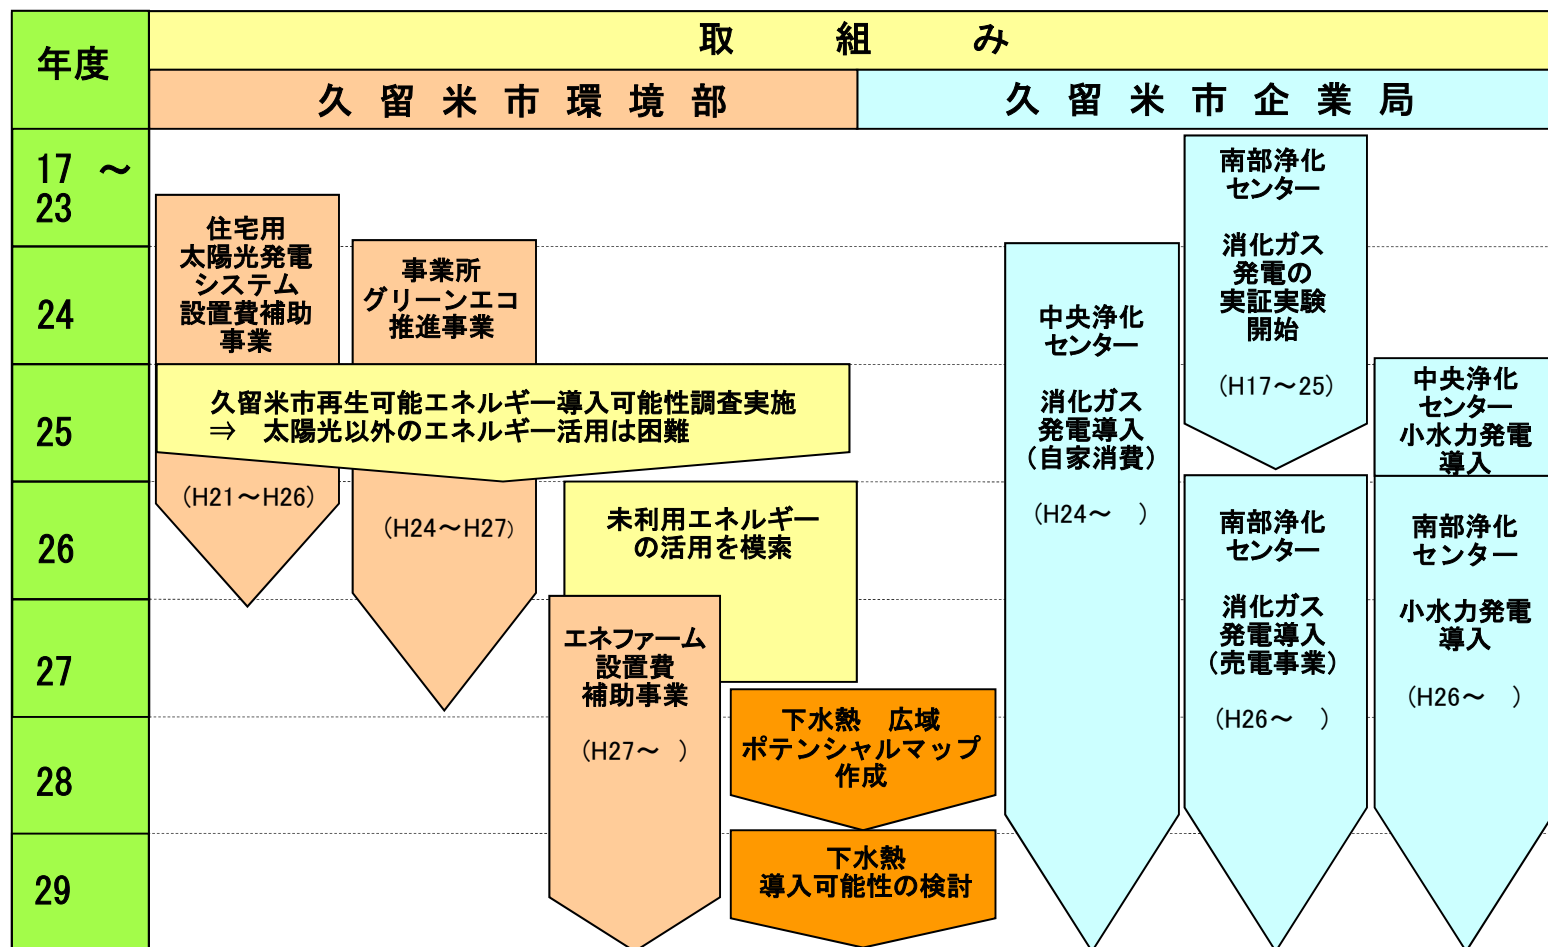 年度
取組み
久留米市環境部
久留米市企業局
17 ～
23
24
25
26
27
28
29
住宅用
太陽光発電
システム
設置費補助
事業
(H21～H26)
事業所
グリーンエコ
推進事業
(H24～H27)
久留米市再生可能エネルギー導入可能性調査実施
⇒ 太陽光以外のエネルギー活用は困難
未利用エネルギー
の活用を模索
エネファーム
設置費
補助事業
(H27～ )
下水熱 広域
ポテンシャルマップ
作成
下水熱
導入可能性の検討
中央浄化
センター
消化ガス
発電導入
（自家消費）
(H24～ )
南部浄化
センター
消化ガス
発電の
実証実験
開始
(H17～25)
南部浄化
センター
消化ガス
発電導入
（売電事業）
(H26～ )
中央浄化
センター
小水力発電
導入
南部浄化
センター
小水力発電
導入
(H26～ )